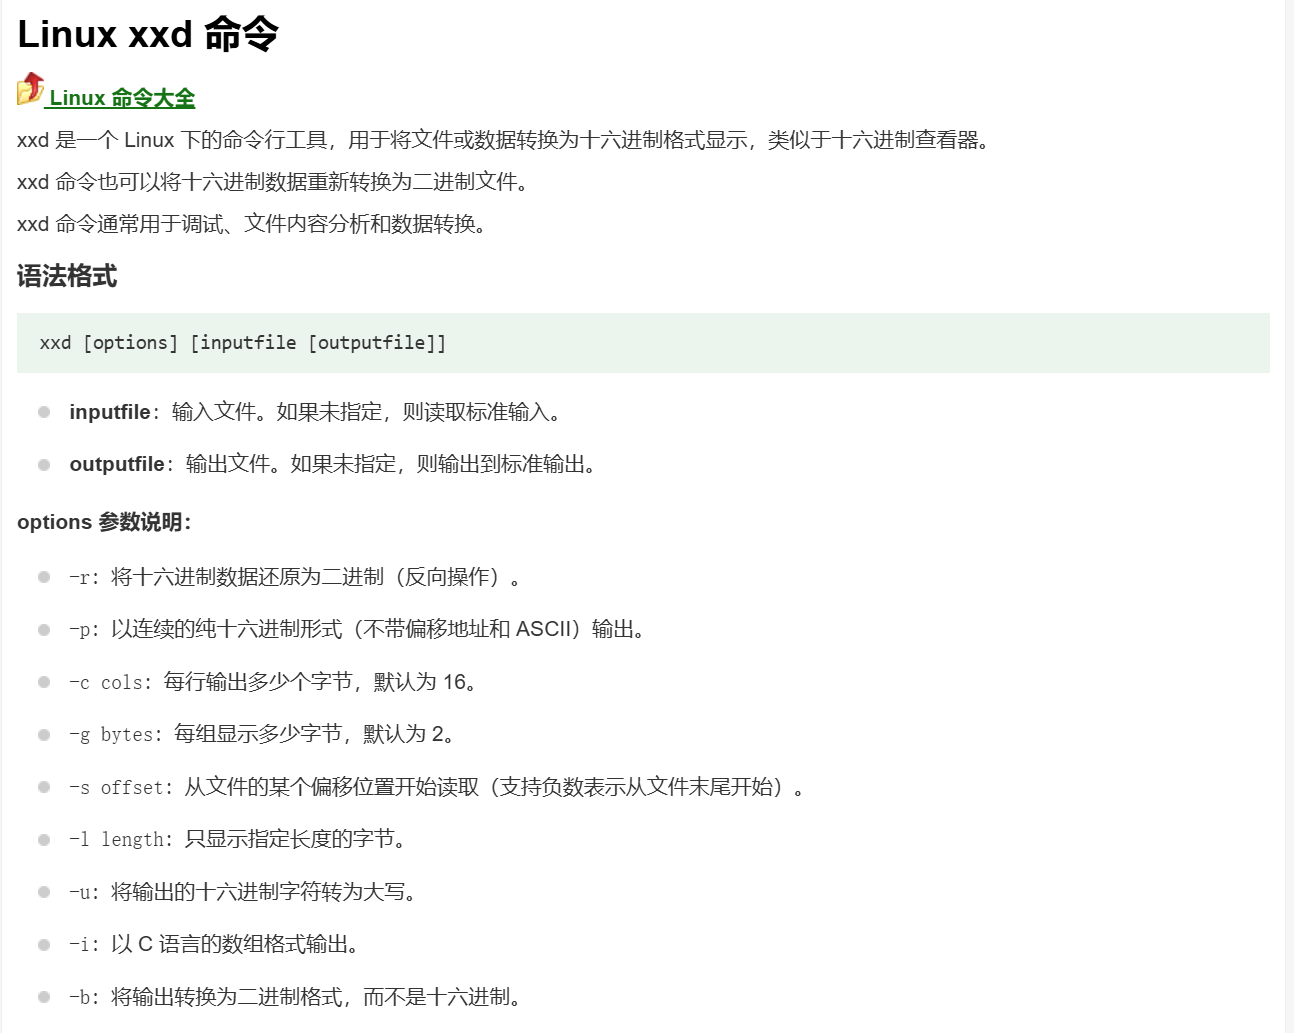 Linux xxd 命令
Linux 命令大全
xxd 是一个 Linux 下的命令行工具，用于将文件或数据转换为十六进制格式显示，类似于十六进制查看器。
xxd 命令也可以将十六进制数据重新转换为二进制文件。
xxd 命令通常用于调试、文件内容分析和数据转换。
语法格式
xxd [options] [inputfile [outputfile]]
inputfile：输入文件。如果未指定，则读取标准输入。
outputfile：输出文件。如果未指定，则输出到标准输出。
options 参数说明：
-r：将十六进制数据还原为二进制（反向操作）。
-p：以连续的纯十六进制形式（不带偏移地址和 ASCII）输出。
-c cols：每行输出多少个字节，默认为 16。
-g bytes：每组显示多少字节，默认为 2。
-s offset：从文件的某个偏移位置开始读取（支持负数表示从文件末尾开始）。
-l length：只显示指定长度的字节。
-u：将输出的十六进制字符转为大写。
-i：以 C 语言的数组格式输出。
-b：将输出转换为二进制格式，而不是十六进制。